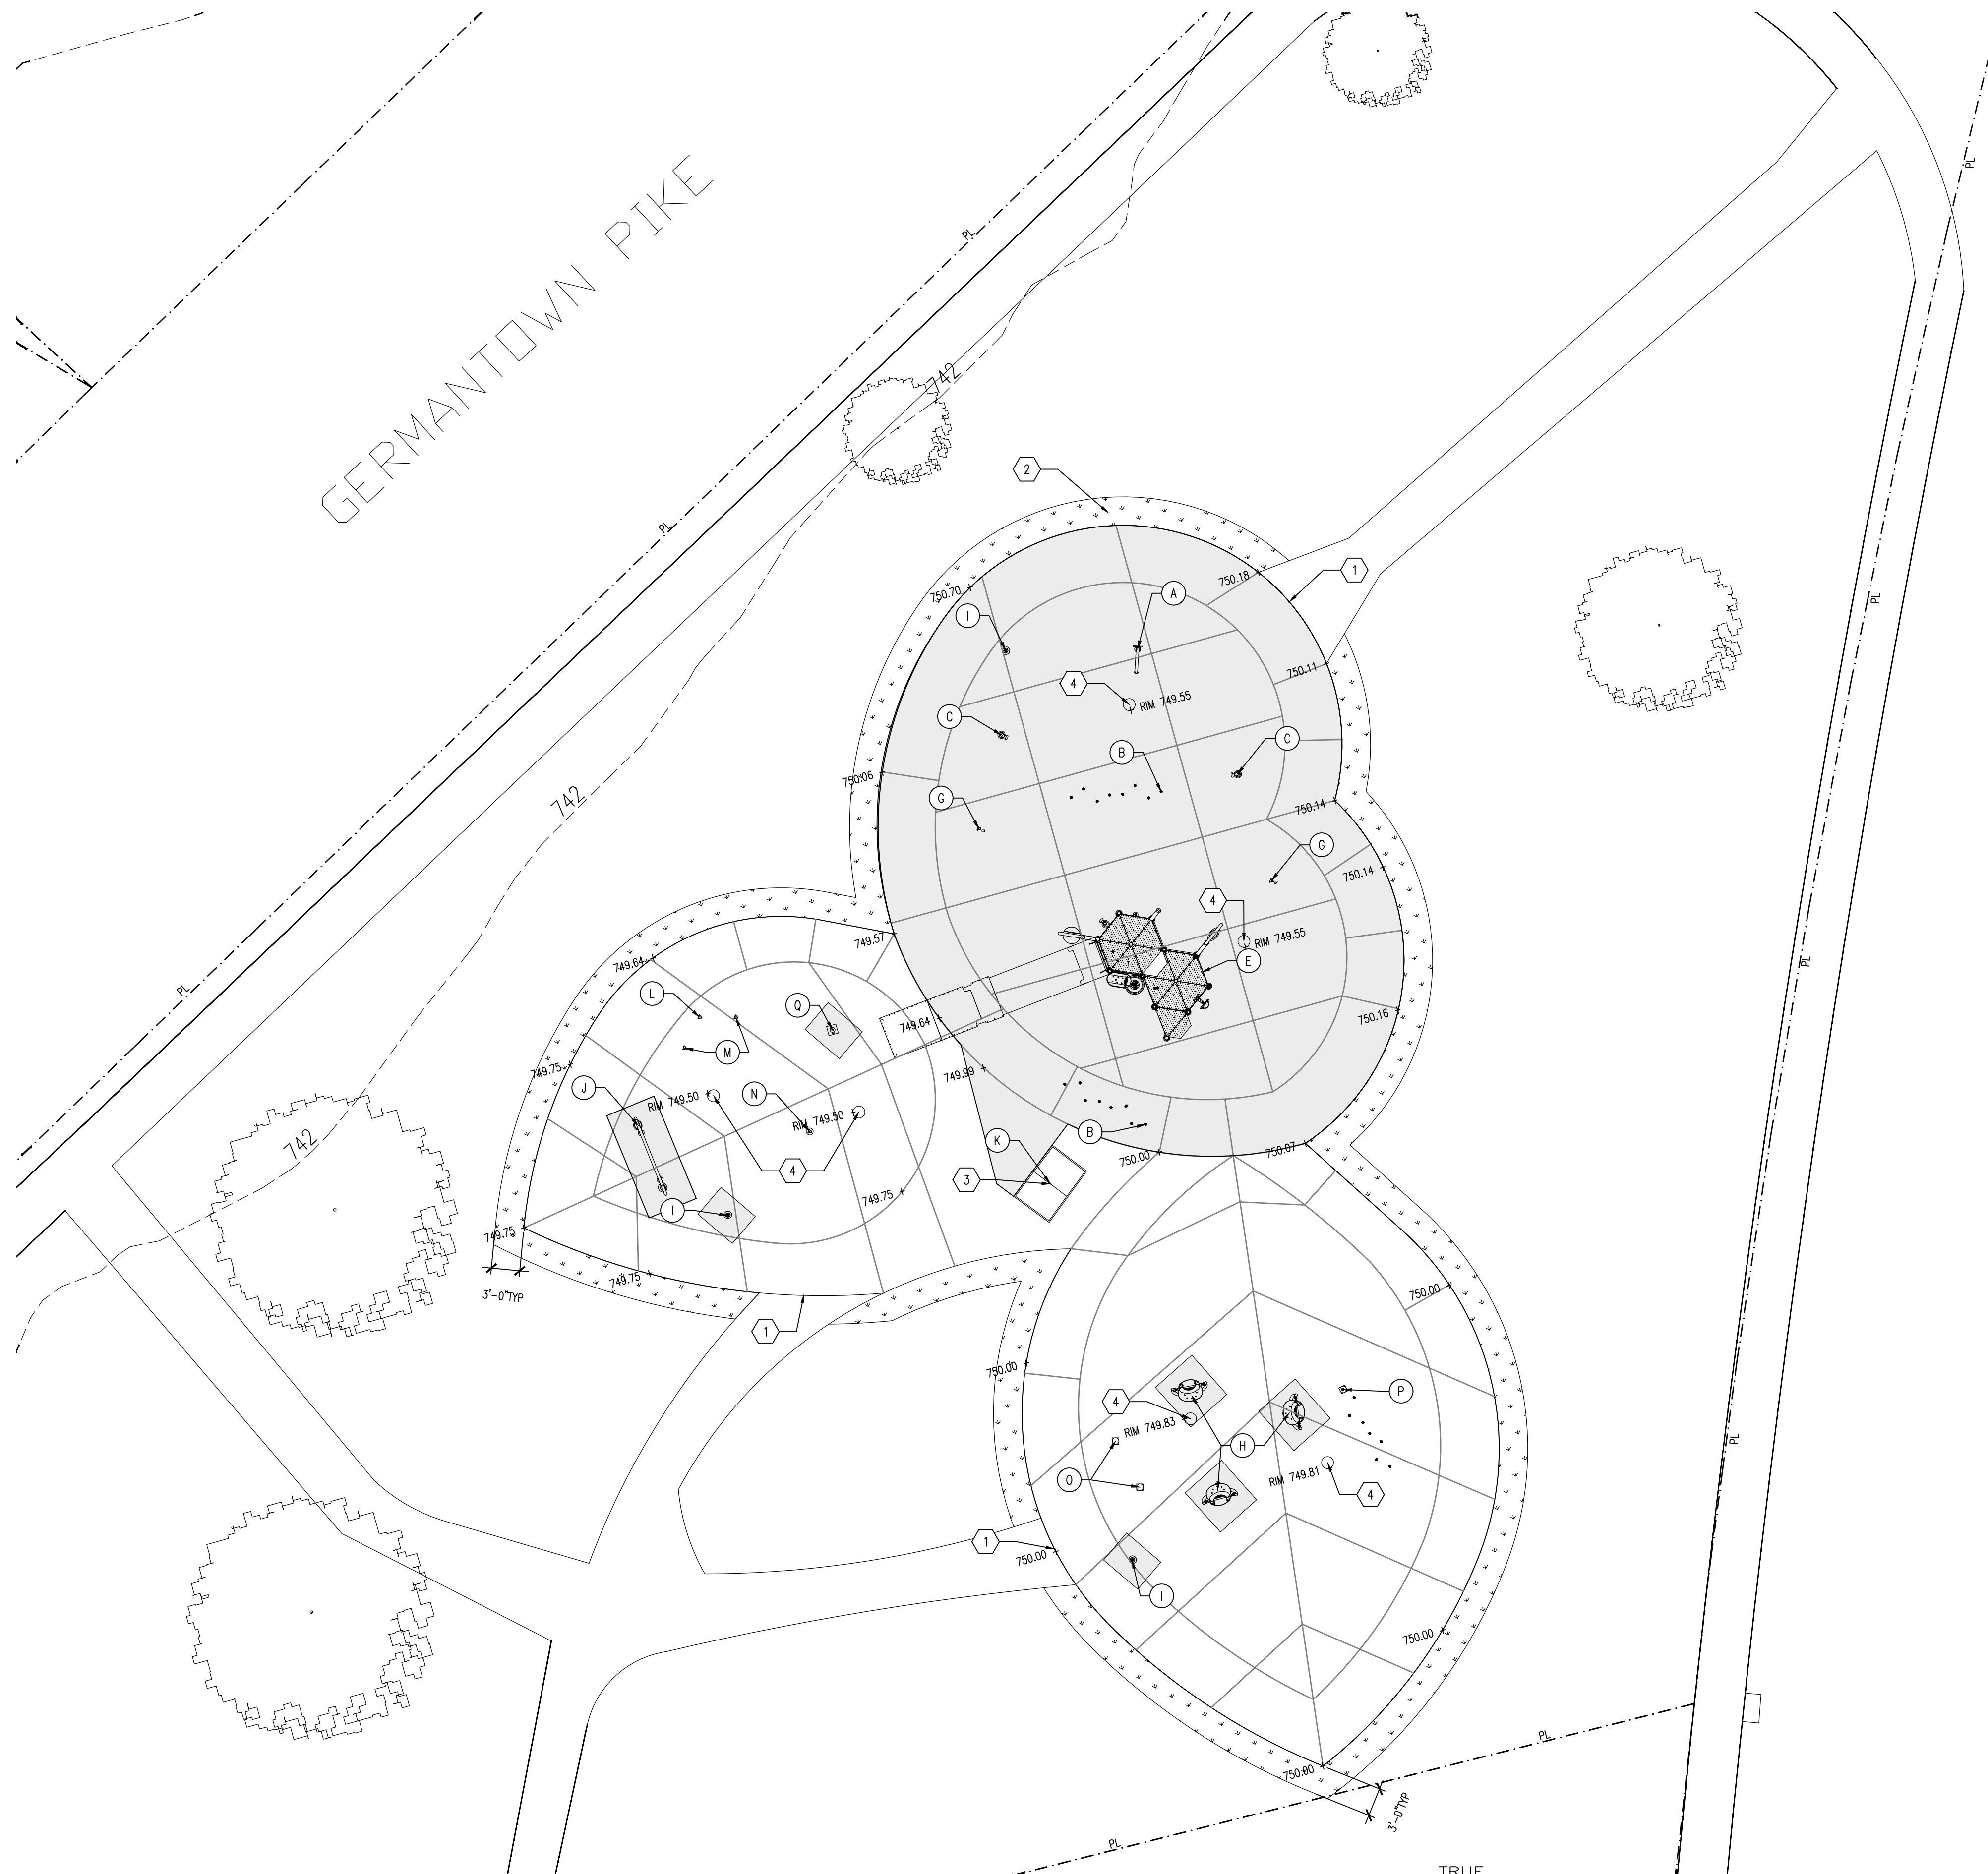 GERMANTOWN PIKE
PL
PL
742
2
PL
750.70
750.18
1
I
A
750.11
4
RIM 749.55
C
C
B
750.06
G
750.14
742
PL
G
750.14
4
RIM 749.55
E
749.57
749.64
PL
PL
L
Q
750.16
749.64
M
749.75
749.99
J
RIM 749.50
N
RIM 749.50
742
B
K
4
750.00
750.07
3
749.75
I
749.75
749.75
3'-0"TYP
750.00
1
750.00
4
P
RIM 749.83
H
PL
O
RIM 749.81
4
1
750.00
I
750.00
PL
750.00
3'-0"TYP
PL
TRUE